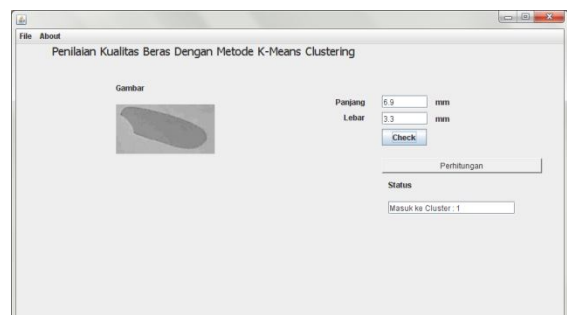 File About
Penilaian Kualitas Beras Dengan Metode K-Means Clustering
Gambar
Panjang 6.9 mm
Lebar 3.3 mm
Check
Perhitungan
Status
Masuk ke Cluster : 1